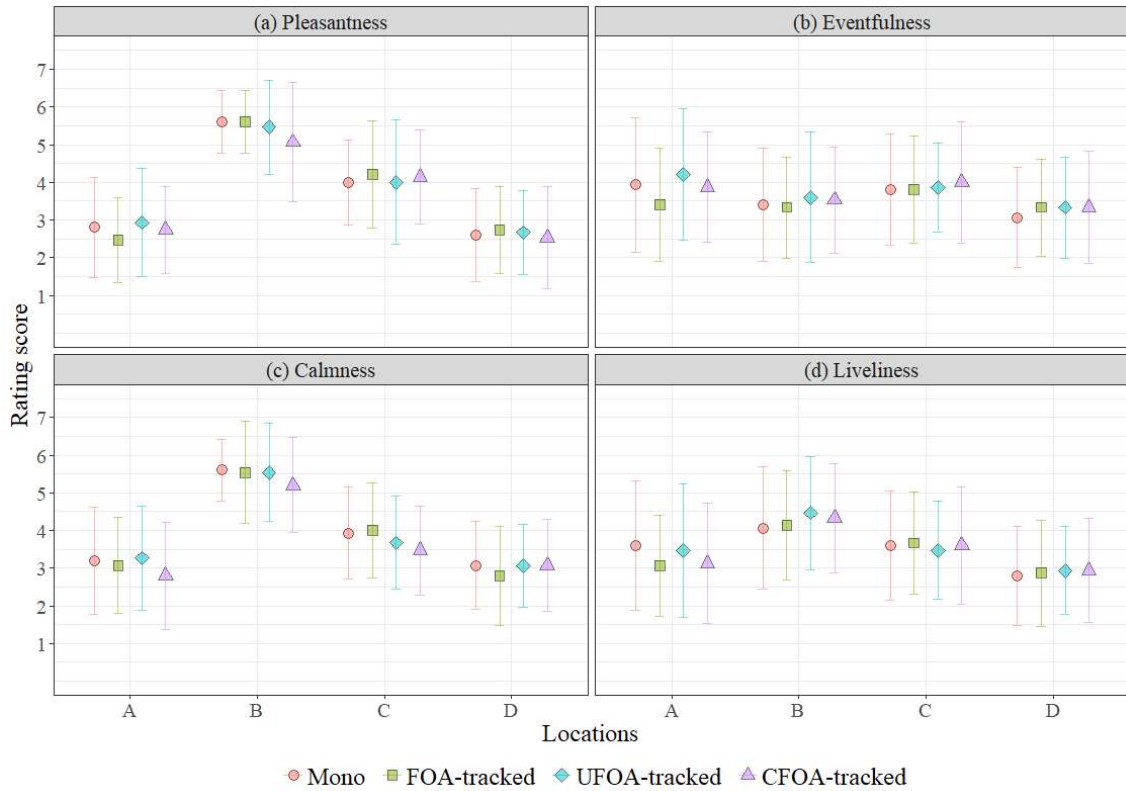 (a) Pleasantness
(b) Eventfulness
7
6
5
4
3
2
1
(c) Calmness
(d) Liveliness
7
6
5
4
3
2
1
Rating score
A B C D A B C D
Locations
Mono FOA-tracked UFOA-tracked CFOA-tracked